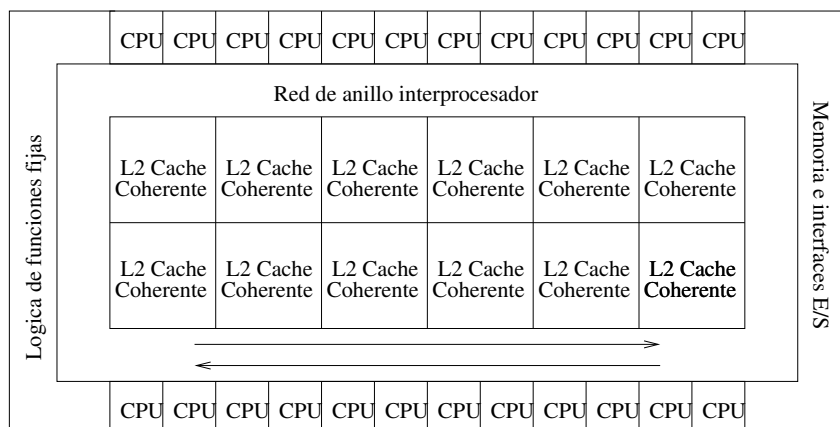 CPU CPU CPU CPU CPU CPU CPU CPU CPU CPU CPU CPU
Red de anillo interprocesador
Logica de funciones fijas
L2 Cache L2 Cache L2 Cache L2 Cache L2 Cache L2 Cache
Coherente Coherente Coherente Coherente Coherente Coherente
L2 Cache L2 Cache L2 Cache L2 Cache L2 Cache L2 Cache
Coherente Coherente Coherente Coherente Coherente Coherente
Memoria e interfaces E/S
CPU CPU CPU CPU CPU CPU CPU CPU CPU CPU CPU CPU